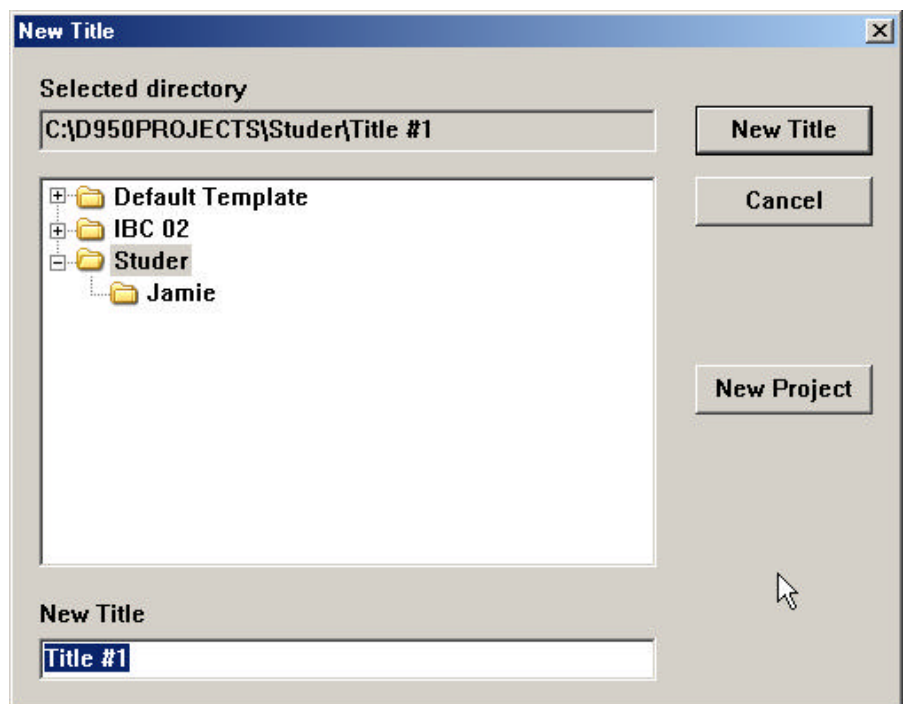 New Title
Selected directory
C:\D950PROJECTS\Studer\Title #1
New Title
Default Template
Cancel
IBC 02
Studer
Jamie
New Project
New Title
Title #1